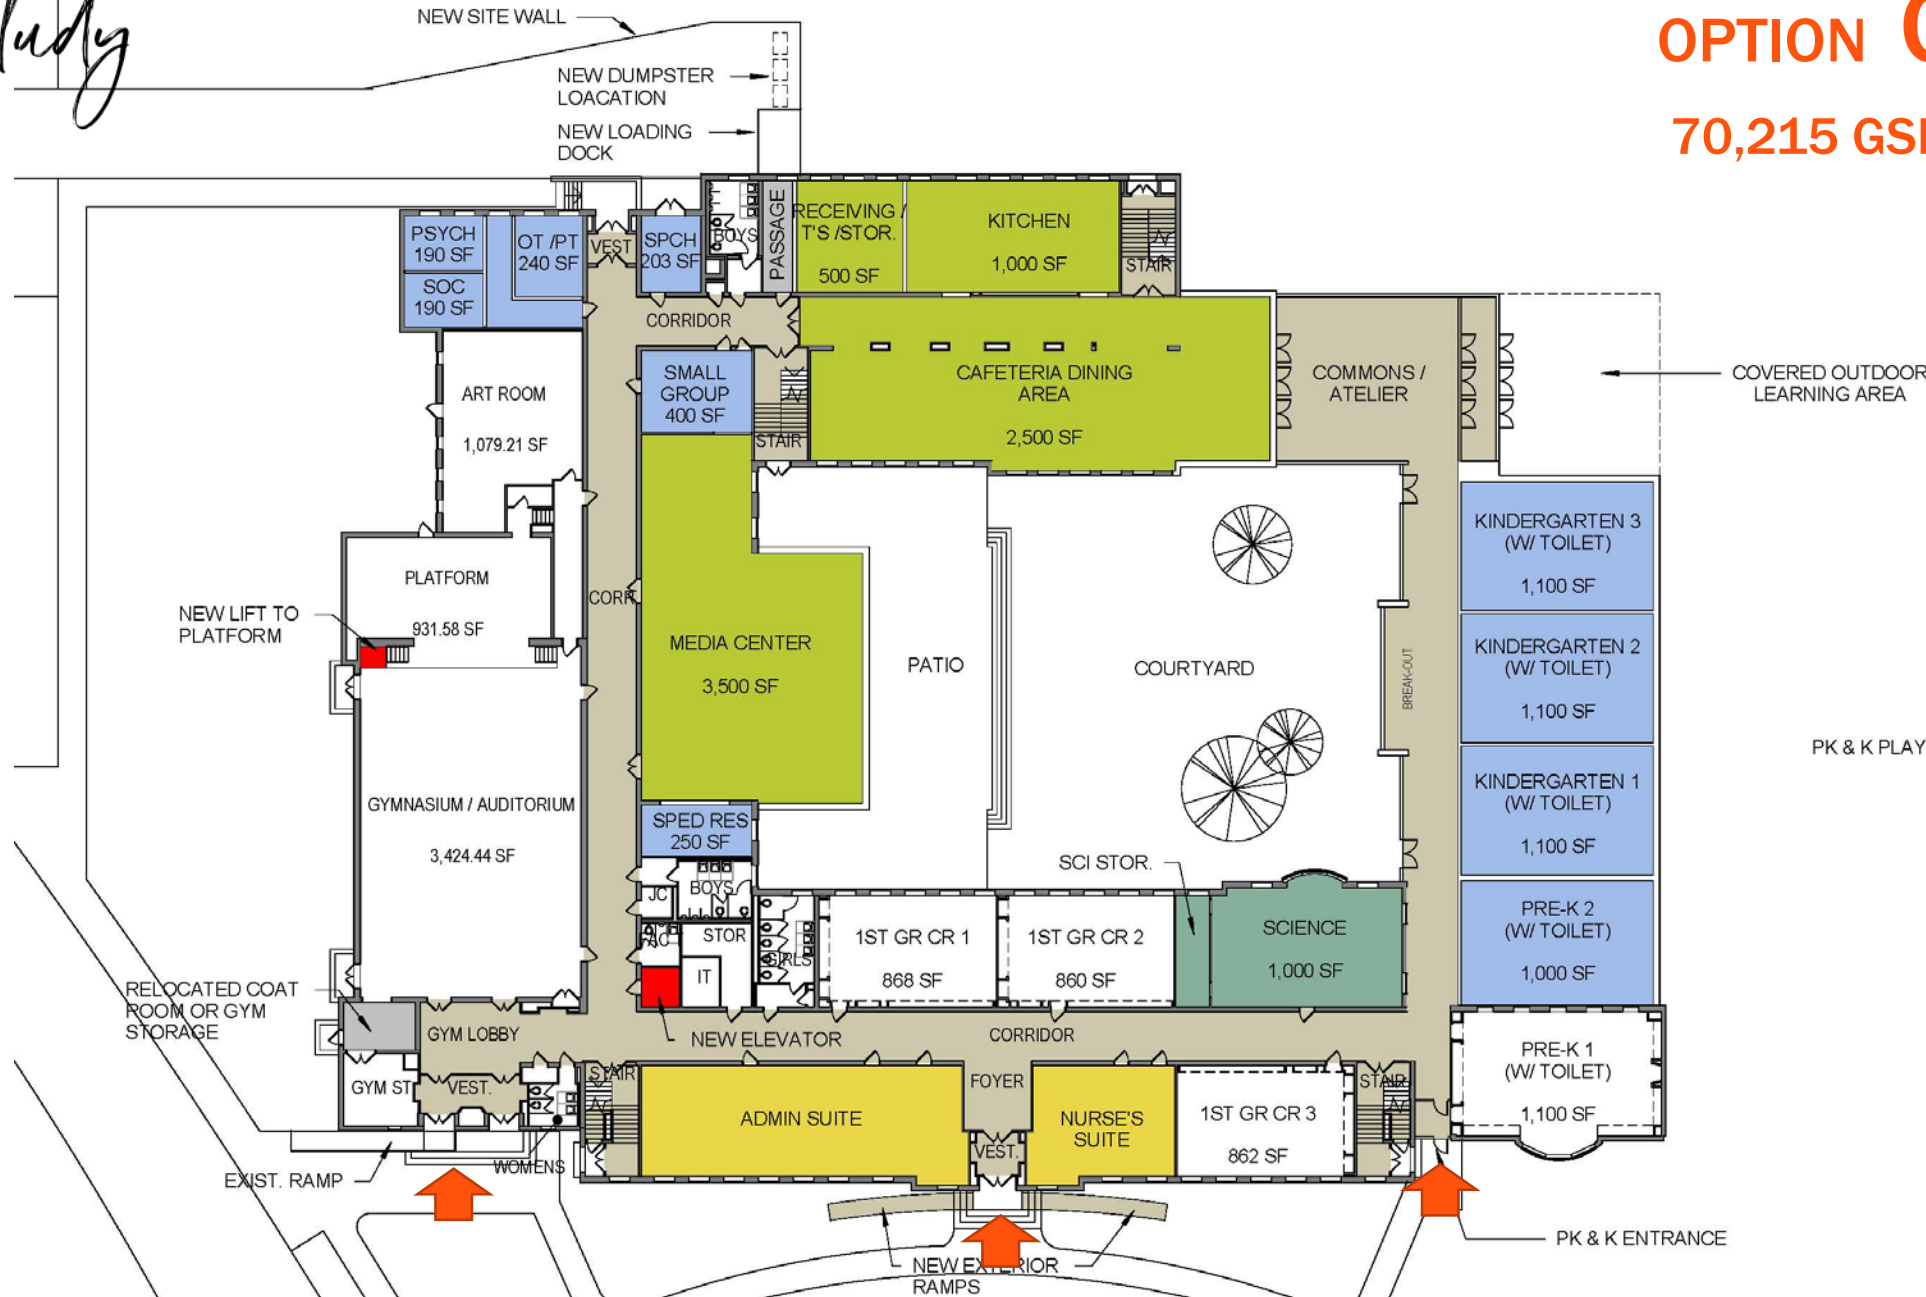 OPTION
70,215 GSF
NEW SITE WALL
NEW DUMPSTER
LOACATION
NEW LOADING
DOCK
PSYCH
190 SF
SOC
190 SF
OT /PT
240 SF
VEST
SPCH
203 SF
BOYS
PASSAGE
RECEIVING /
T'S /STOR.
500 SF
KITCHEN
1,000 SF
STAIR
CORRIDOR
ART ROOM
1,079.21 SF
SMALL
GROUP
400 SF
STAIR
CAFETERIA DINING
AREA
2,500 SF
COMMONS /
ATELIER
COVERED OUTDOOR
LEARNING AREA
PLATFORM
931.58 SF
NEW LIFT TO
PLATFORM
CORR.
MEDIA CENTER
3,500 SF
PATIO
COURTYARD
BREAK-OUT
KINDERGARTEN 3
(W/ TOILET)
1,100 SF
KINDERGARTEN 2
(W/ TOILET)
1,100 SF
KINDERGARTEN 1
(W/ TOILET)
1,100 SF
PRE-K 2
(W/ TOILET)
1,000 SF
PK & K PLAY
GYMNASIUM / AUDITORIUM
3,424.44 SF
SPED RES
250 SF
JC
BOYS
STOR
IT
GIRLS
SCI STOR.
1ST GR CR 1
868 SF
1ST GR CR 2
860 SF
SCIENCE
1,000 SF
RELOCATED COAT
ROOM OR GYM
STORAGE
GYM LOBBY
NEW ELEVATOR
CORRIDOR
PRE-K 1
(W/ TOILET)
1,100 SF
GYM ST
VEST.
STAIR
ADMIN SUITE
FOYER
VEST.
NURSE'S
SUITE
1ST GR CR 3
862 SF
STAIR
WOMENS
EXIST. RAMP
NEW EXTERIOR
RAMPS
PK & K ENTRANCE